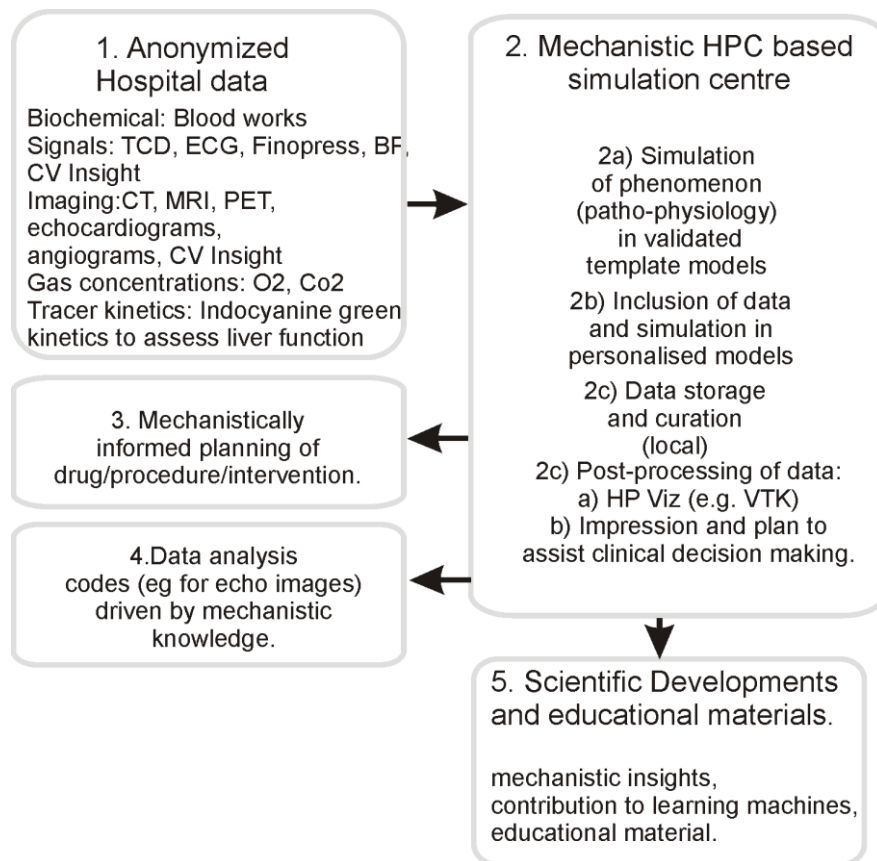 1. Anonymized
Hospital data
Biochemical: Blood works
Signals: TCD, ECG, Finopress, BP,
CV Insight
Imaging:CT, MRI, PET,
echocardiograms,
angiograms, CV Insight
Gas concentrations: O2, Co2
Tracer kinetics: Indocyanine green
kinetics to assess liver function
2. Mechanistic HPC based
simulation centre
2a) Simulation
of phenomenon
(patho-physiology)
in validated
template models
2b) Inclusion of data
and simulation in
personalised models
2c) Data storage
and curation
(local)
2c) Post-processing of data:
a) HP Viz (e.g. VTK)
b) Impression and plan to
assist clinical decision making.
3. Mechanistically
informed planning of
drug/procedure/intervention.
4.Data analysis
codes (eg for echo images)
driven by mechanistic
knowledge.
5. Scientific Developments
and educational materials.
mechanistic insights,
contribution to learning machines,
educational material.